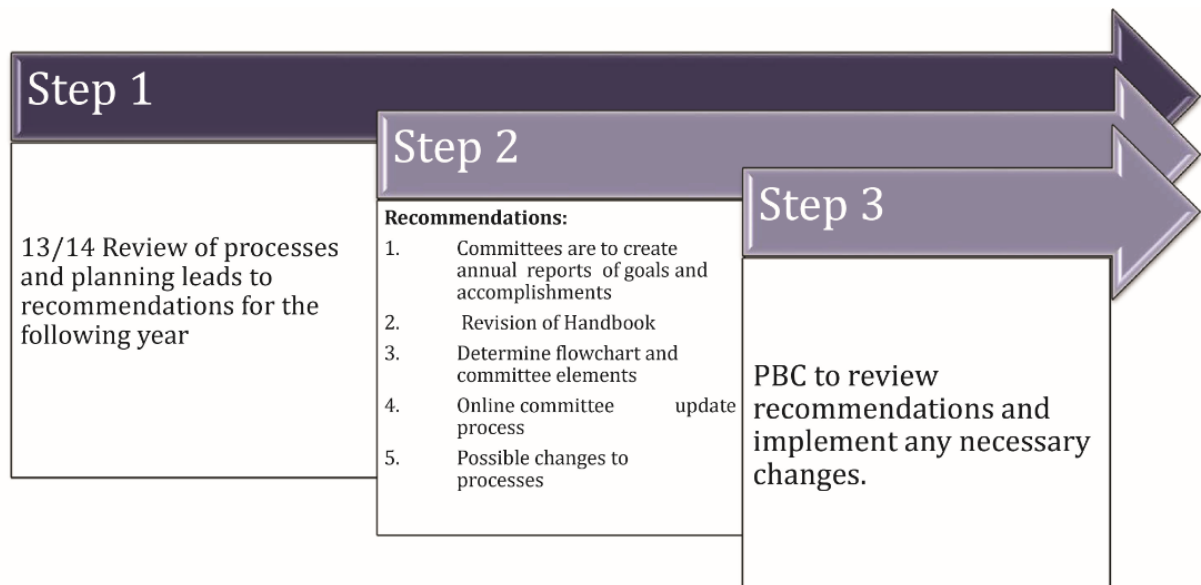 Step 1
13/14 Review of processes
and planning leads to
recommendations for the
following year
Step 2
Recommendations:
1. Committees are to create
annual reports of goals and
accomplishments
2. Revision of Handbook
3. Determine flowchart and
committee elements
4. Online committee update
process
5. Possible changes to
processes
Step 3
PBC to review
recommendations and
implement any necessary
changes.